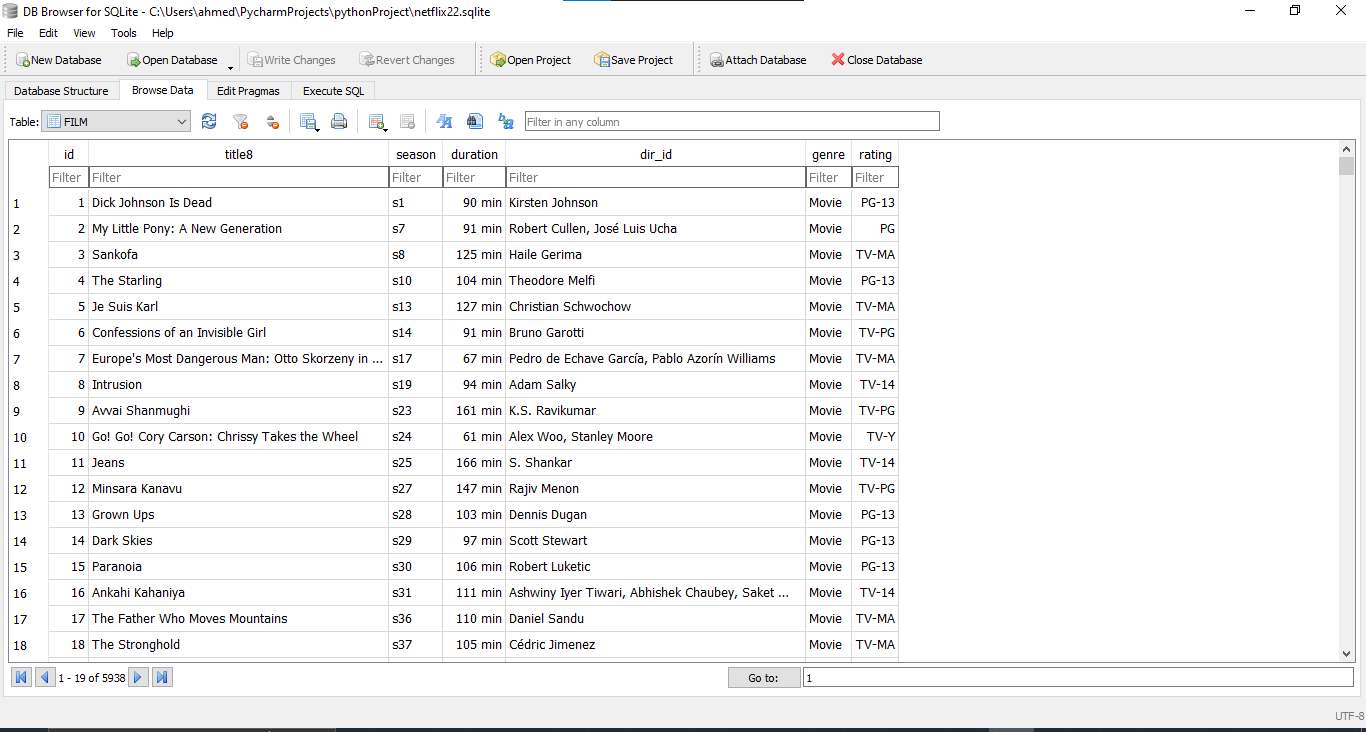 DB Browser for SQLite - C:\Users\ahmed\PycharmProjects\pythonProject\netflix22.sqlite
File Edit View Tools Help
New Database Open Database Write Changes Revert Changes Open Project Save Project Attach Database Close Database
Database Structure Browse Data Edit Pragmas Execute SQL
Table: FILM Filter in any column
id title8 season duration dir_id genre rating
Filter Filter Filter Filter Filter Filter Filter
1 1 Dick Johnson Is Dead s1 90 min Kirsten Johnson Movie PG-13
2 2 My Little Pony: A New Generation s7 91 min Robert Cullen, José Luis Ucha Movie PG
3 3 Sankofa s8 125 min Haile Gerima Movie TV-MA
4 4 The Starling s10 104 min Theodore Melfi Movie PG-13
5 5 Je Suis Karl s13 127 min Christian Schwochow Movie TV-MA
6 6 Confessions of an Invisible Girl s14 91 min Bruno Garotti Movie TV-PG
7 7 Europe's Most Dangerous Man: Otto Skorzeny in ... s17 67 min Pedro de Echave García, Pablo Azorín Williams Movie TV-MA
8 8 Intrusion s19 94 min Adam Salky Movie TV-14
9 9 Avvai Shanmughi s23 161 min K.S. Ravikumar Movie TV-PG
10 10 Go! Go! Cory Carson: Chrissy Takes the Wheel s24 61 min Alex Woo, Stanley Moore Movie TV-Y
11 11 Jeans s25 166 min S. Shankar Movie TV-14
12 12 Minsara Kanavu s27 147 min Rajiv Menon Movie TV-PG
13 13 Grown Ups s28 103 min Dennis Dugan Movie PG-13
14 14 Dark Skies s29 97 min Scott Stewart Movie PG-13
15 15 Paranoia s30 106 min Robert Luketic Movie PG-13
16 16 Ankahi Kahaniya s31 111 min Ashwiny Iyer Tiwari, Abhishek Chaubey, Saket ... Movie TV-14
17 17 The Father Who Moves Mountains s36 110 min Daniel Sandu Movie TV-MA
18 18 The Stronghold s37 105 min Cédric Jimenez Movie TV-MA
1 - 19 of 5938 Go to: 1
UTF-8